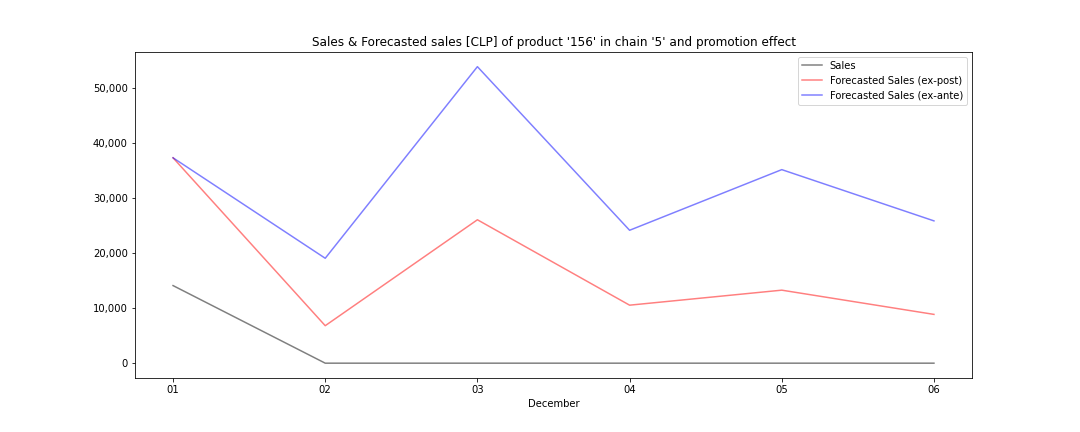 Sales & Forecasted sales [CLP] of product '156' in chain '5' and promotion effect
Sales
Forecasted Sales (ex-post)
Forecasted Sales (ex-ante)
50,000
40,000
30,000
20,000
10,000
0
01 02 03 04 05 06
December